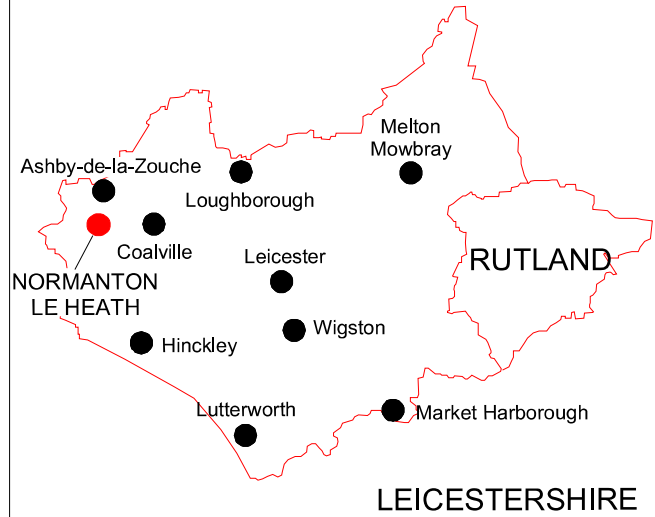 Melton
Mowbray
Ashby-de-la-Zouche
Loughborough
Coalville
Leicester
RUTLAND
NORMANTON
LE HEATH
Wigston
Hinckley
Lutterworth
Market Harborough
LEICESTERSHIRE